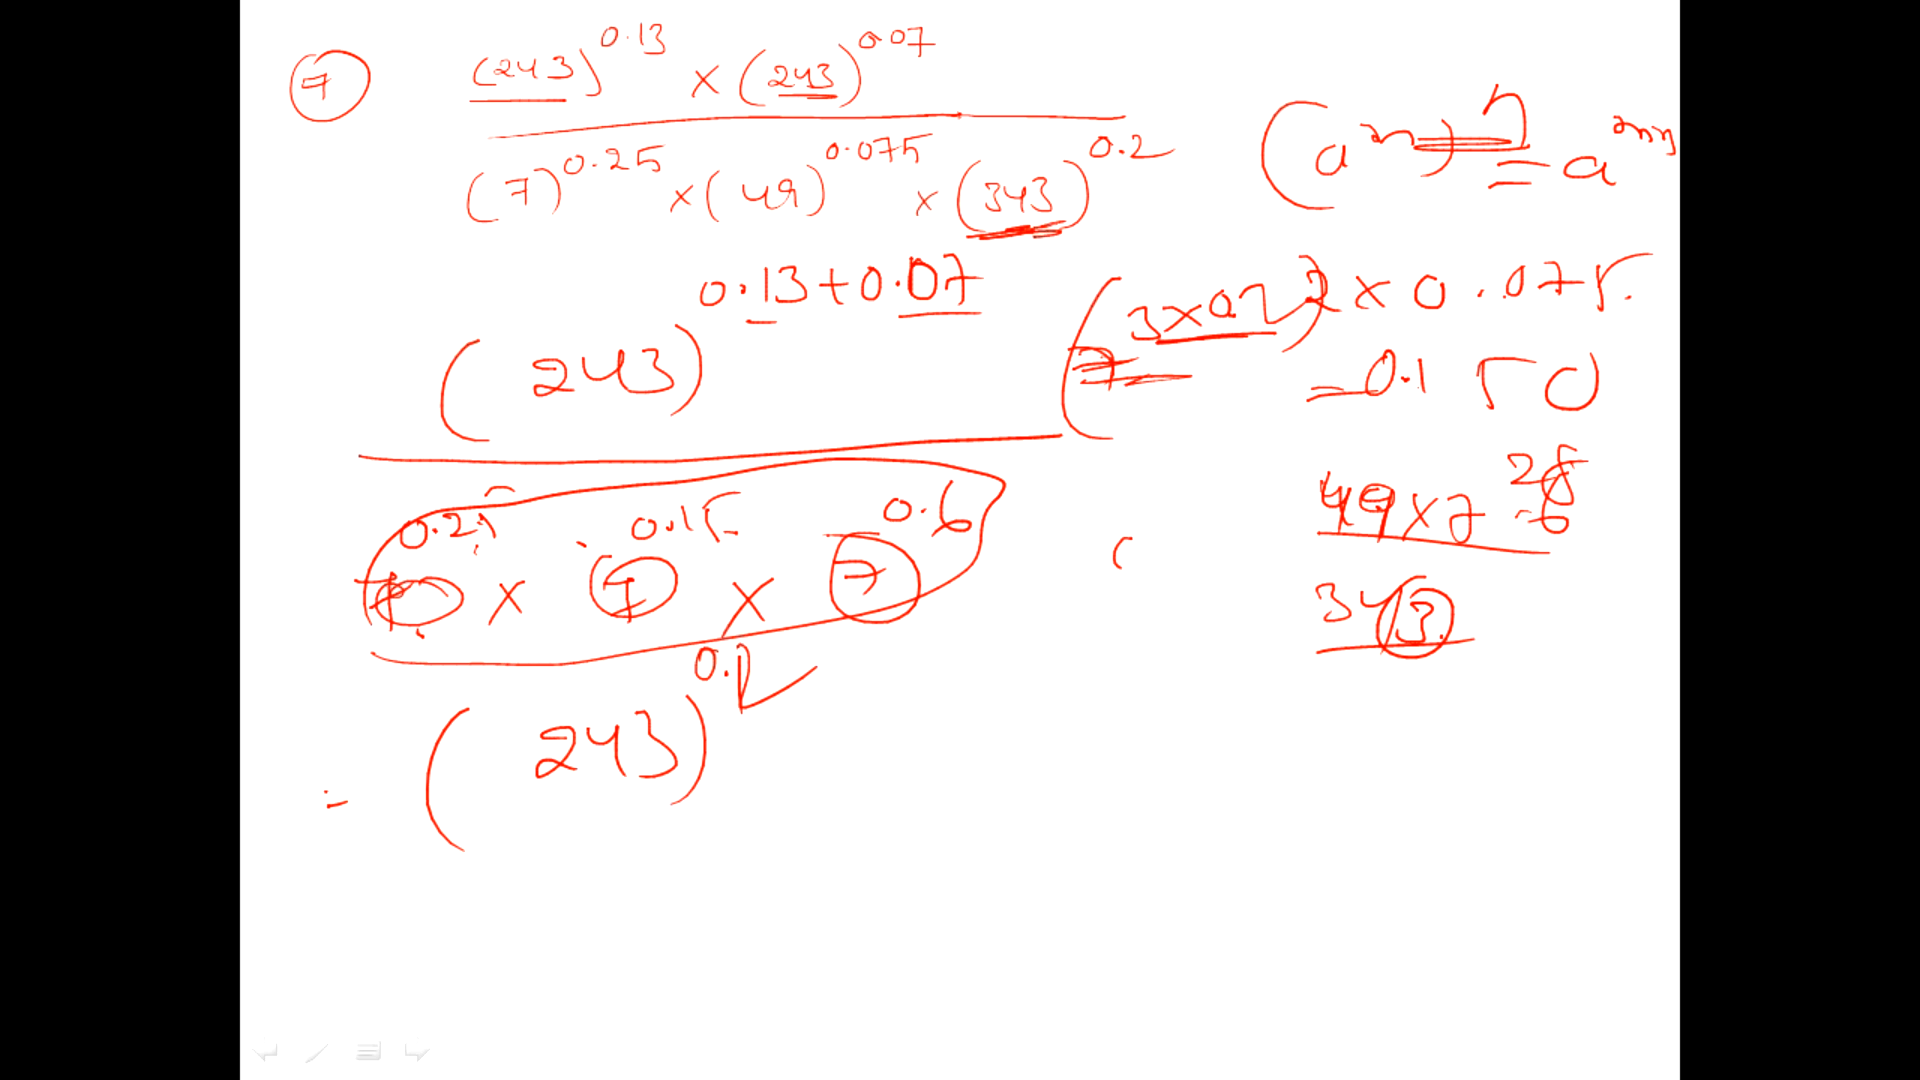 7
(243)^0.13 × (243)^0.07
(7)^0.25 × (49)^0.075 × (343)^0.2
(a^m)^n = a^mn
(243)^0.13+0.07
(7^3×0.2)
2 × 0.075
= 0.150
7^0.25 × 7^0.15 × 7^0.6
49 × 7
343
= (243)^0.2